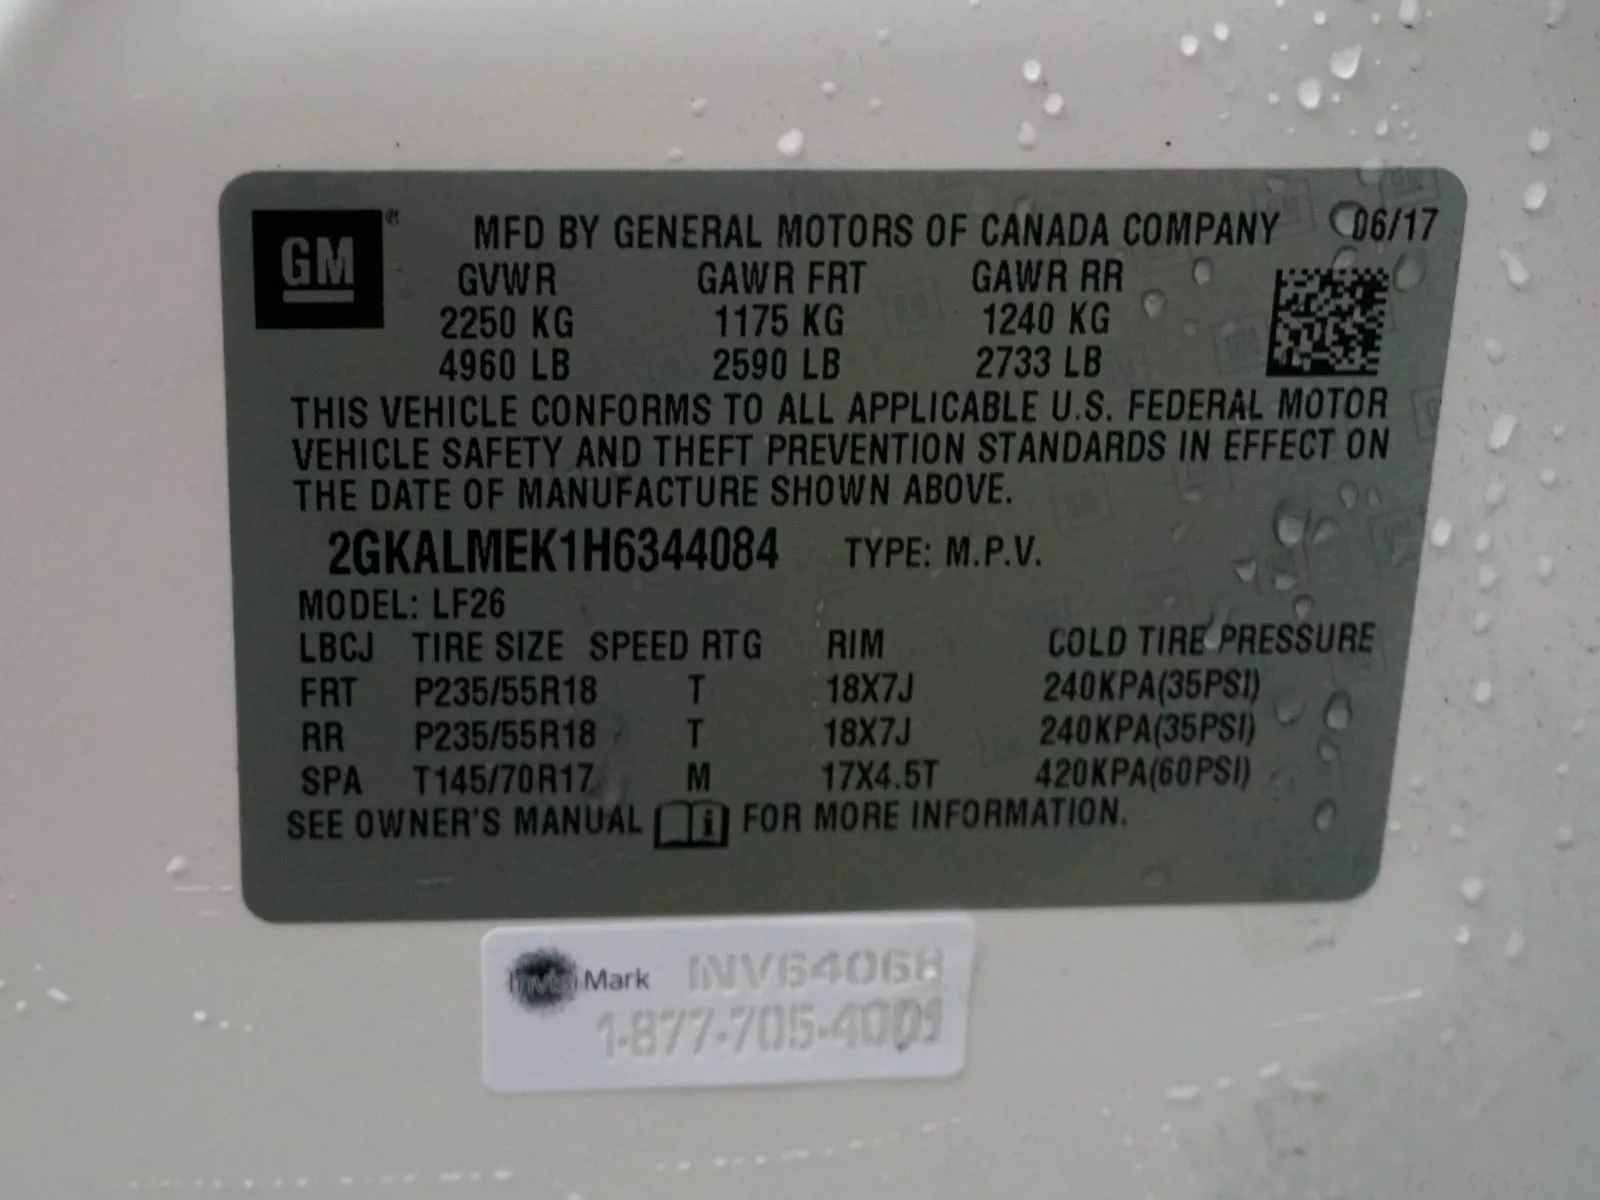 GM ®
MFD BY GENERAL MOTORS OF CANADA COMPANY 06/17
GVWR GAWR FRT GAWR RR
2250 KG 1175 KG 1240 KG
4960 LB 2590 LB 2733 LB
THIS VEHICLE CONFORMS TO ALL APPLICABLE U.S. FEDERAL MOTOR
VEHICLE SAFETY AND THEFT PREVENTION STANDARDS IN EFFECT ON
THE DATE OF MANUFACTURE SHOWN ABOVE.
2GKALMEK1H6344084 TYPE: M.P.V.
MODEL: LF26
LBCJ TIRE SIZE SPEED RTG RIM COLD TIRE PRESSURE
FRT P235/55R18 T 18X7J 240KPA(35PSI)
RR P235/55R18 T 18X7J 240KPA(35PSI)
SPA T145/70R17 M 17X4.5T 420KPA(60PSI)
SEE OWNER'S MANUAL i FOR MORE INFORMATION.
Mark INV64068
1-877-705-4009